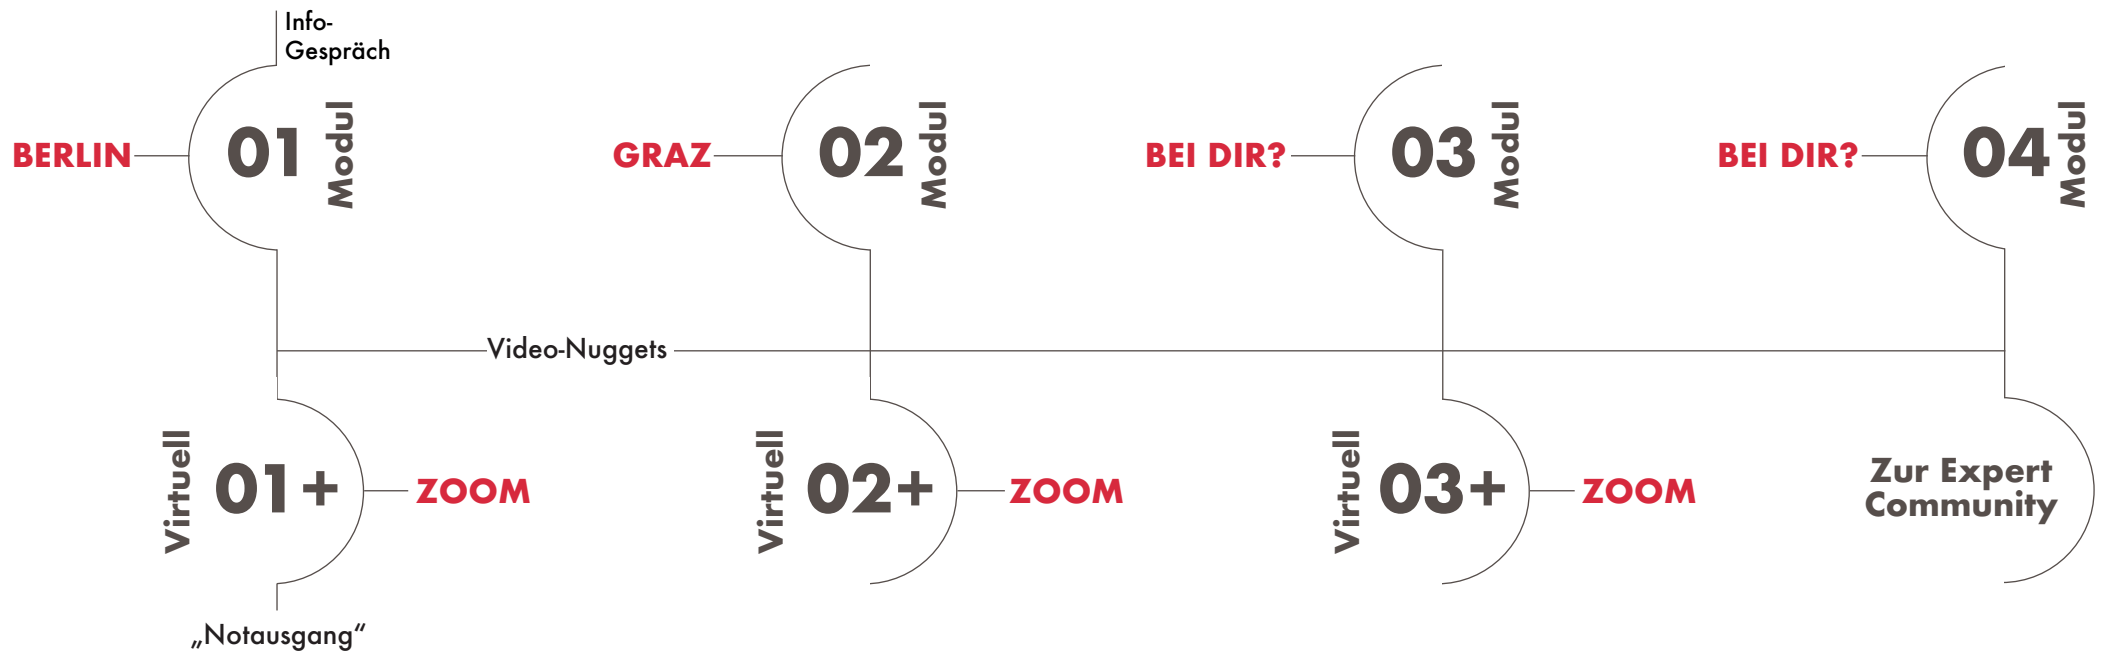 Info-
Gespräch
BERLIN
01
Modul
GRAZ
02
Modul
BEI DIR?
03
Modul
BEI DIR?
04
Modul
Video-Nuggets
Virtuell
01+
ZOOM
Virtuell
02+
ZOOM
Virtuell
03+
ZOOM
Zur Expert
Community
„Notausgang“